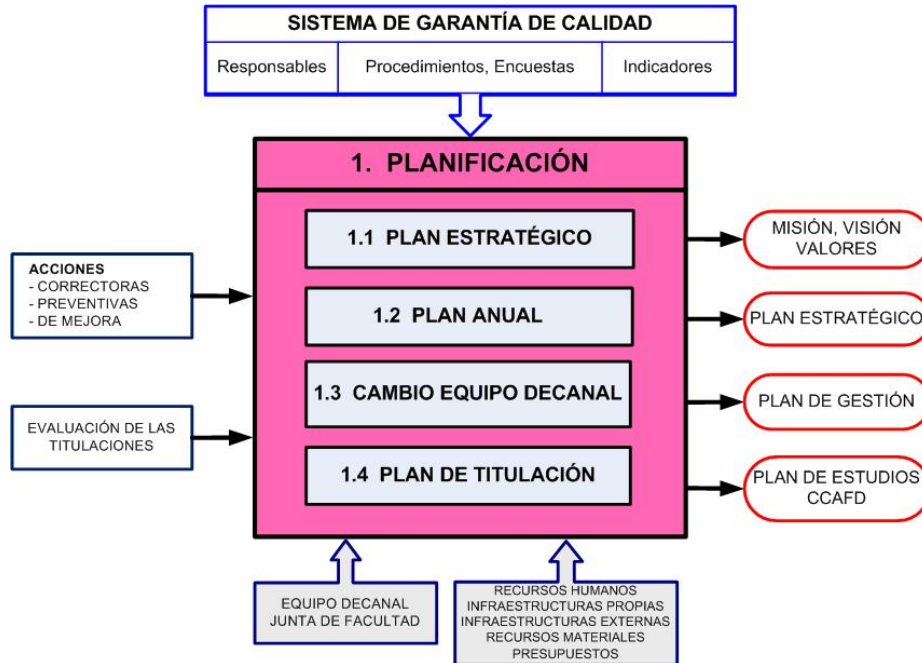 SISTEMA DE GARANTÍA DE CALIDAD
Responsables
Procedimientos, Encuestas
Indicadores
1. PLANIFICACIÓN
1.1 PLAN ESTRATÉGICO
1.2 PLAN ANUAL
1.3 CAMBIO EQUIPO DECANAL
1.4 PLAN DE TITULACIÓN
ACCIONES
- CORRECTORAS
- PREVENTIVAS
- DE MEJORA
EVALUACIÓN DE LAS
TITULACIONES
MISIÓN, VISIÓN
VALORES
PLAN ESTRATÉGICO
PLAN DE GESTIÓN
PLAN DE ESTUDIOS
CCAFD
EQUIPO DECANAL
JUNTA DE FACULTAD
RECURSOS HUMANOS
INFRAESTRUCTURAS PROPIAS
INFRAESTRUCTURAS EXTERNAS
RECURSOS MATERIALES
PRESUPUESTOS